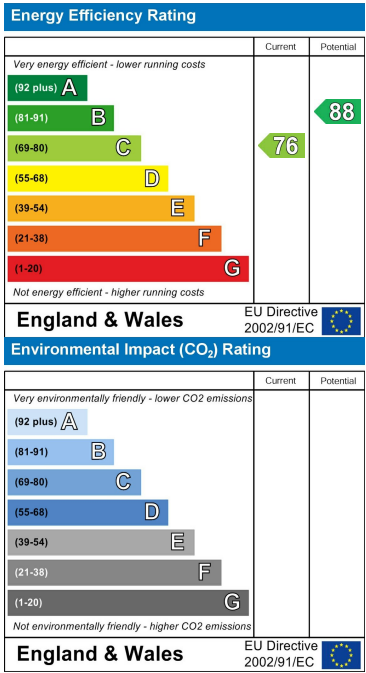 Energy Efficiency Rating
Current Potential
Very energy efficient - lower running costs
(92 plus) A
(81-91) B
88
(69-80) C
76
(55-68) D
(39-54) E
(21-38) F
(1-20) G
Not energy efficient - higher running costs
England & Wales
EU Directive
2002/91/EC
Environmental Impact (CO₂) Rating
Current Potential
Very environmentally friendly - lower CO2 emissions
(92 plus) A
(81-91) B
(69-80) C
(55-68) D
(39-54) E
(21-38) F
(1-20) G
Not environmentally friendly - higher CO2 emissions
England & Wales
EU Directive
2002/91/EC